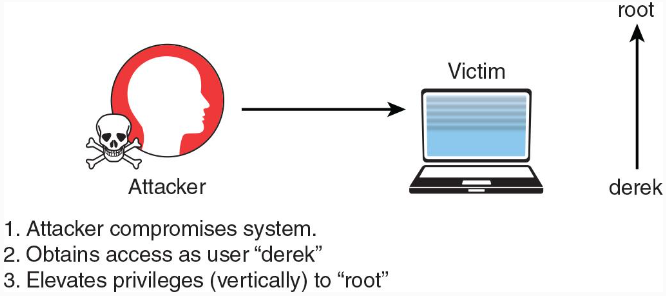 root
Victim
Attacker
derek
1. Attacker compromises system.
2. Obtains access as user “derek”
3. Elevates privileges (vertically) to “root”